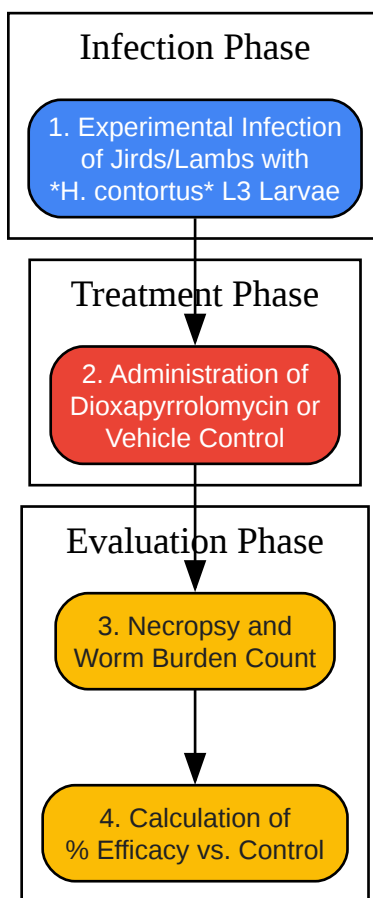 Infection Phase
1. Experimental Infection
of Jirds/Lambs with
*H. contortus* L3 Larvae
Treatment Phase
2. Administration of
Dioxapyrrolomycin or
Vehicle Control
Evaluation Phase
3. Necropsy and
Worm Burden Count
4. Calculation of
% Efficacy vs. Control